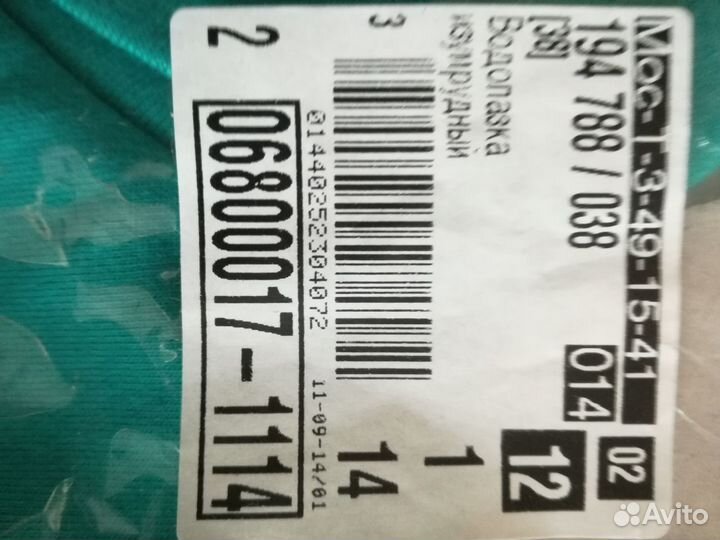 Мос-Т-3-49-15-41 02
194 788 / 038 014
[38]
Водолазка 12
изумрудный 1
3 14
01440252304072 11-09-14/01
2 06800017-1114
Avito